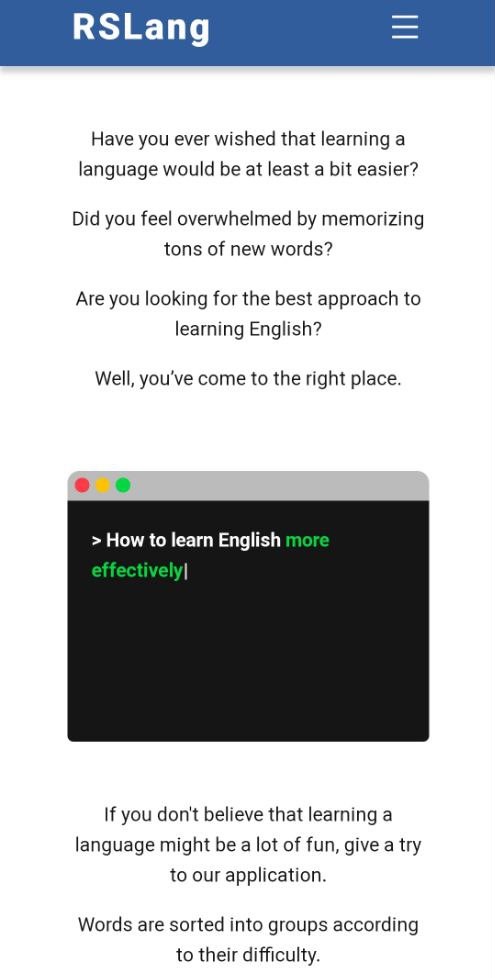 RSLang
Have you ever wished that learning a
language would be at least a bit easier?
Did you feel overwhelmed by memorizing
tons of new words?
Are you looking for the best approach to
learning English?
Well, you’ve come to the right place.
> How to learn English more
effectively|
If you don't believe that learning a
language might be a lot of fun, give a try
to our application.
Words are sorted into groups according
to their difficulty.